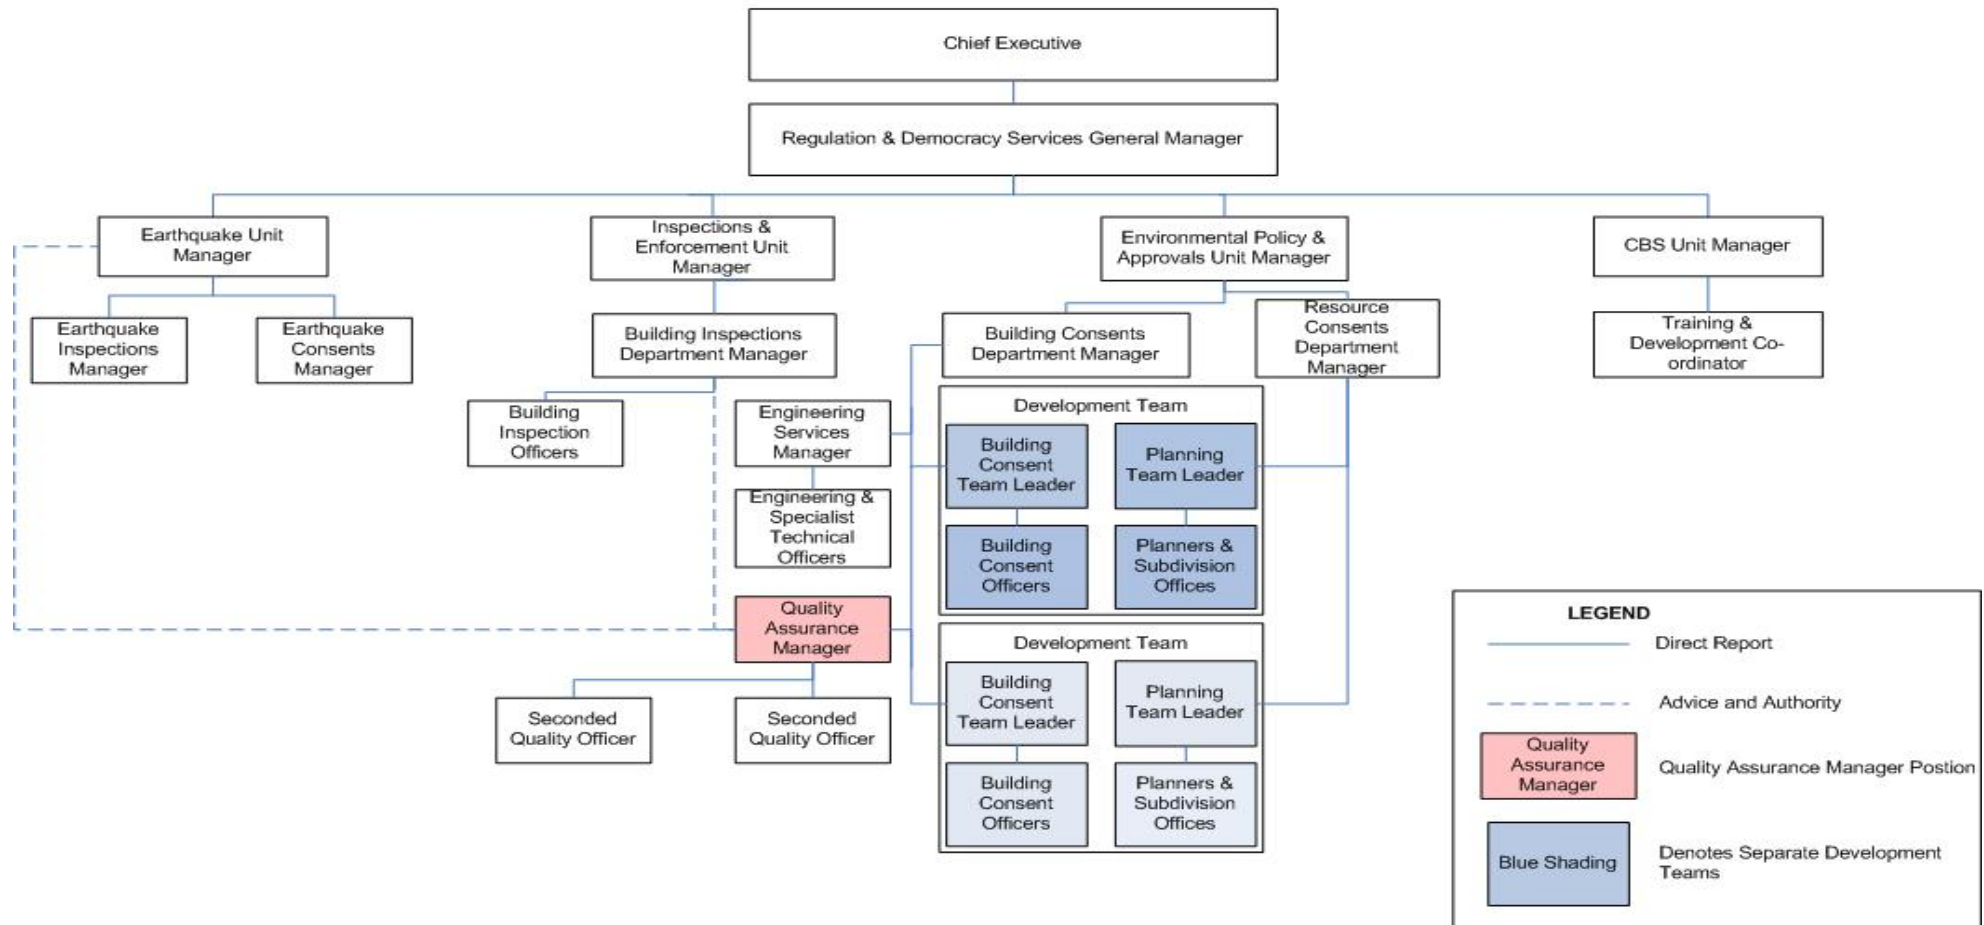 Chief Executive
Regulation & Democracy Services General Manager
Earthquake Unit
Manager
Inspections &
Enforcement Unit
Manager
Environmental Policy &
Approvals Unit Manager
CBS Unit Manager
Earthquake
Inspections
Manager
Earthquake
Consents
Manager
Building Inspections
Department Manager
Building Consents
Department Manager
Resource
Consents
Department
Manager
Training &
Development Co-
ordinator
Building
Inspection
Officers
Engineering
Services
Manager
Engineering &
Specialist
Technical
Officers
Development Team
Building
Consent
Team Leader
Planning
Team Leader
Building
Consent
Officers
Planners &
Subdivision
Offices
Quality
Assurance
Manager
Seconded
Quality Officer
Seconded
Quality Officer
Development Team
Building
Consent
Team Leader
Planning
Team Leader
Building
Consent
Officers
Planners &
Subdivision
Offices
LEGEND
Direct Report
Advice and Authority
Quality
Assurance
Manager
Quality Assurance Manager Postion
Blue Shading
Denotes Separate Development
Teams